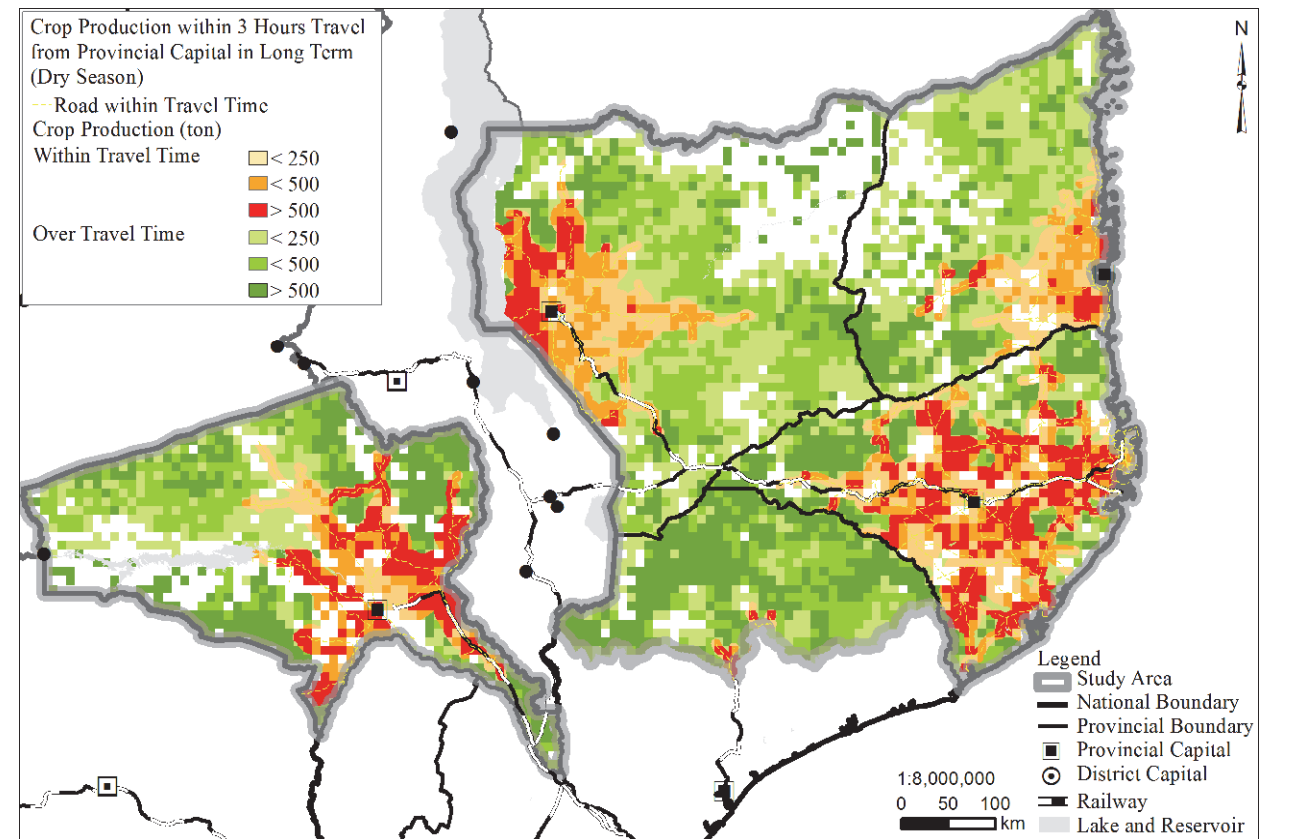 Crop Production within 3 Hours Travel
from Provincial Capital in Long Term
(Dry Season)
Road within Travel Time
Crop Production (ton)
Within Travel Time
< 250
< 500
> 500
Over Travel Time
< 250
< 500
> 500
N
Legend
Study Area
National Boundary
Provincial Boundary
Provincial Capital
District Capital
Railway
Lake and Reservoir
1:8,000,000
0 50 100
km